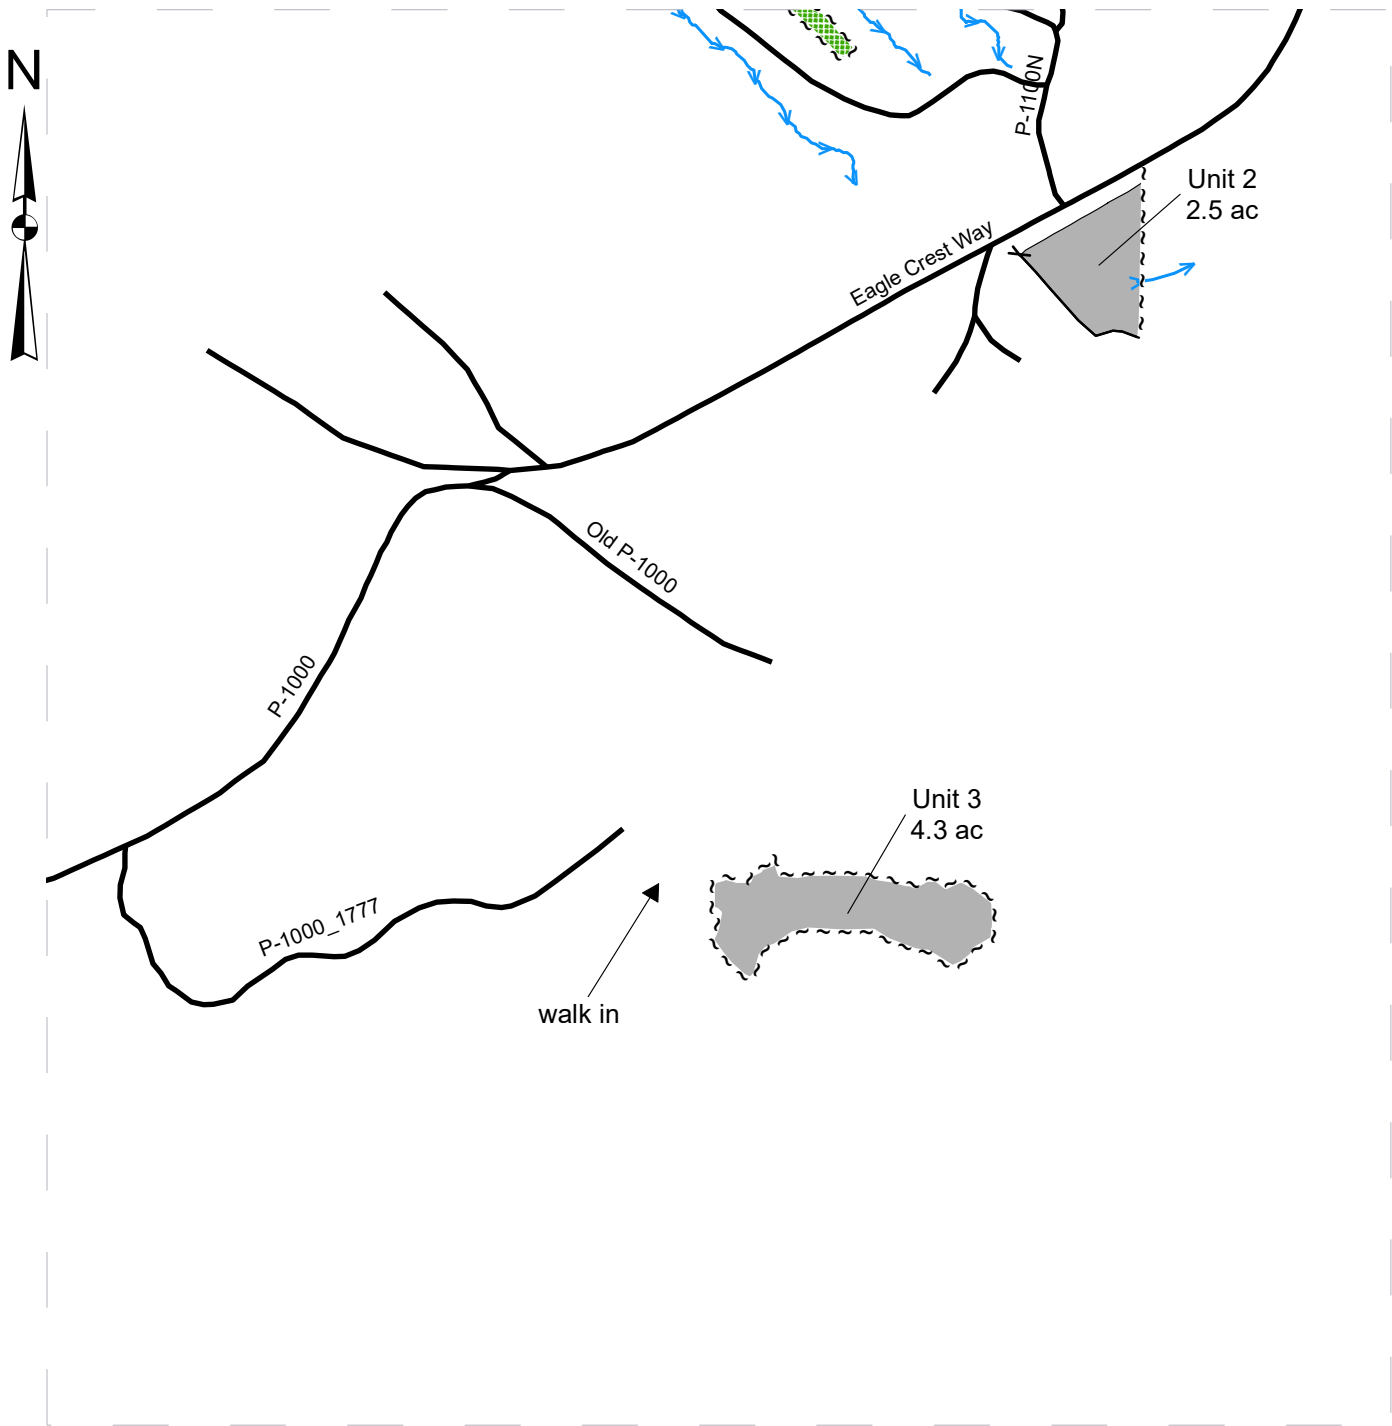 N
P-1100N
Unit 2
2.5 ac
Eagle Crest Way
Old P-1000
P-1000
Unit 3
4.3 ac
P-1000_1777
walk in